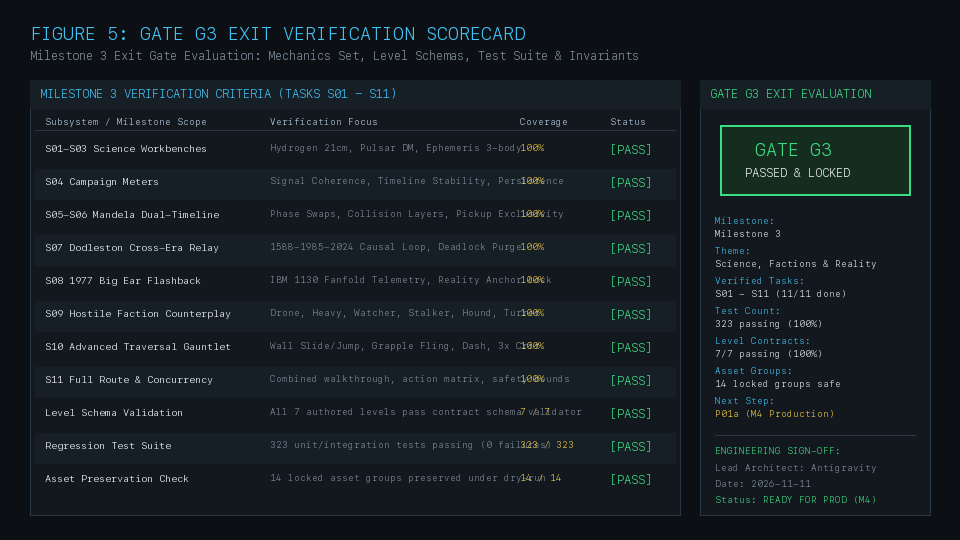 FIGURE 5: GATE G3 EXIT VERIFICATION SCORECARD
Milestone 3 Exit Gate Evaluation: Mechanics Set, Level Schemas, Test Suite & Invariants
MILESTONE 3 VERIFICATION CRITERIA (TASKS S01 – S11)
Subsystem / Milestone Scope Verification Focus Coverage Status
S01–S03 Science Workbenches Hydrogen 21cm, Pulsar DM, Ephemeris 3-body 100% [PASS]
S04 Campaign Meters Signal Coherence, Timeline Stability, Persistence 100% [PASS]
S05–S06 Mandela Dual-Timeline Phase Swaps, Collision Layers, Pickup Exclusivity 100% [PASS]
S07 Dodleston Cross-Era Relay 1588-1985-2024 Causal Loop, Deadlock Purge 100% [PASS]
S08 1977 Big Ear Flashback IBM 1130 Fanfold Telemetry, Reality Anchor 100% [PASS]
S09 Hostile Faction Counterplay Drone, Heavy, Watcher, Stalker, Hound, 100% [PASS]
S10 Advanced Traversal Gauntlet Wall Slide/Jump, Grapple Fling, Dash, 3x 100% [PASS]
S11 Full Route & Concurrency Combined walkthrough, action matrix, safety bounds 100% [PASS]
Level Schema Validation All 7 authored levels pass contract schema validator 7 / 7 [PASS]
Regression Test Suite 323 unit/integration tests passing (0 failures) 323 / 323 [PASS]
Asset Preservation Check 14 locked asset groups preserved under dry-run 14 / 14 [PASS]
GATE G3 EXIT EVALUATION
GATE G3
PASSED & LOCKED
Milestone:
Milestone 3
Theme:
Science, Factions & Reality
Verified Tasks:
S01 – S11 (11/11 done)
Test Count:
323 passing (100%)
Level Contracts:
7/7 passing (100%)
Asset Groups:
14 locked groups safe
Next Step:
P01a (M4 Production)
ENGINEERING SIGN-OFF:
Lead Architect: Antigravity
Date: 2026-11-11
Status: READY FOR PROD (M4)